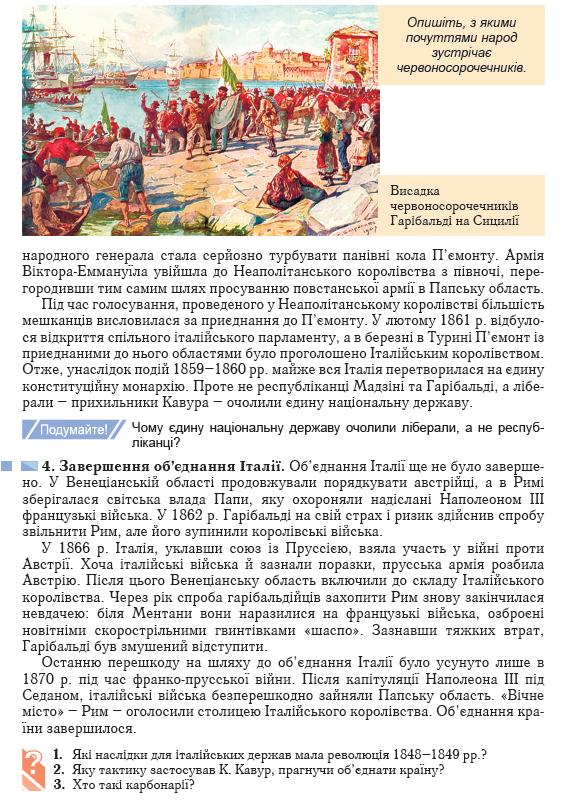 Опишіть, з якими
почуттями народ
зустрічає
червоносорочечників.
Висадка
червоносорочечників
Гарібальді на Сицилії
народного генерала стала серйозно турбувати панівні кола П’ємонту. Армія
Віктора-Еммануїла увійшла до Неаполітанського королівства з півночі, пере-
городивши тим самим шлях просуванню повстанської армії в Папську область.
Під час голосування, проведеного у Неаполітанському королівстві більшість
мешканців висловилася за приєднання до П’ємонту. У лютому 1861 р. відбуло-
ся відкриття спільного італійського парламенту, а в березні в Турині П’ємонт із
приєднаними до нього областями було проголошено Італійським королівством.
Отже, унаслідок подій 1859–1860 рр. майже вся Італія перетворилася на єдину
конституційну монархію. Проте не республіканці Мадзіні та Гарібальді, а лібе-
рали – прихильники Кавура – очолили єдину національну державу.
Подумайте! Чому єдину національну державу очолили ліберали, а не респуб-
ліканці?
4. Завершення об’єднання Італії. Об’єднання Італії ще не було заверше-
но. У Венеціанській області продовжували порядкувати австрійці, а в Римі
зберігалася світська влада Папи, яку охороняли надіслані Наполеоном III
французькі війська. У 1862 р. Гарібальді на свій страх і ризик здійснив спробу
звільнити Рим, але його зупинили королівські війська.
У 1866 р. Італія, уклавши союз із Пруссією, взяла участь у війні проти
Австрії. Хоча італійські війська й зазнали поразки, прусська армія розбила
Австрію. Після цього Венеціанську область включили до складу Італійського
королівства. Через рік спроба гарібальдійців захопити Рим знову закінчилася
невдачею: біля Ментани вони наразилися на французькі війська, озброєні
новітніми скорострільними гвинтівками «шаспо». Зазнавши тяжких втрат,
Гарібальді був змушений відступити.
Останню перешкоду на шляху до об’єднання Італії було усунуто лише в
1870 р. під час франко-прусської війни. Після капітуляції Наполеона III під
Седаном, італійські війська безперешкодно зайняли Папську область. «Вічне
місто» – Рим – оголосили столицею Італійського королівства. Об’єднання кра-
їни завершилося.
1. Які наслідки для італійських держав мала революція 1848–1849 рр.?
2. Яку тактику застосував К. Кавур, прагнучи об’єднати країну?
3. Хто такі карбонарії?